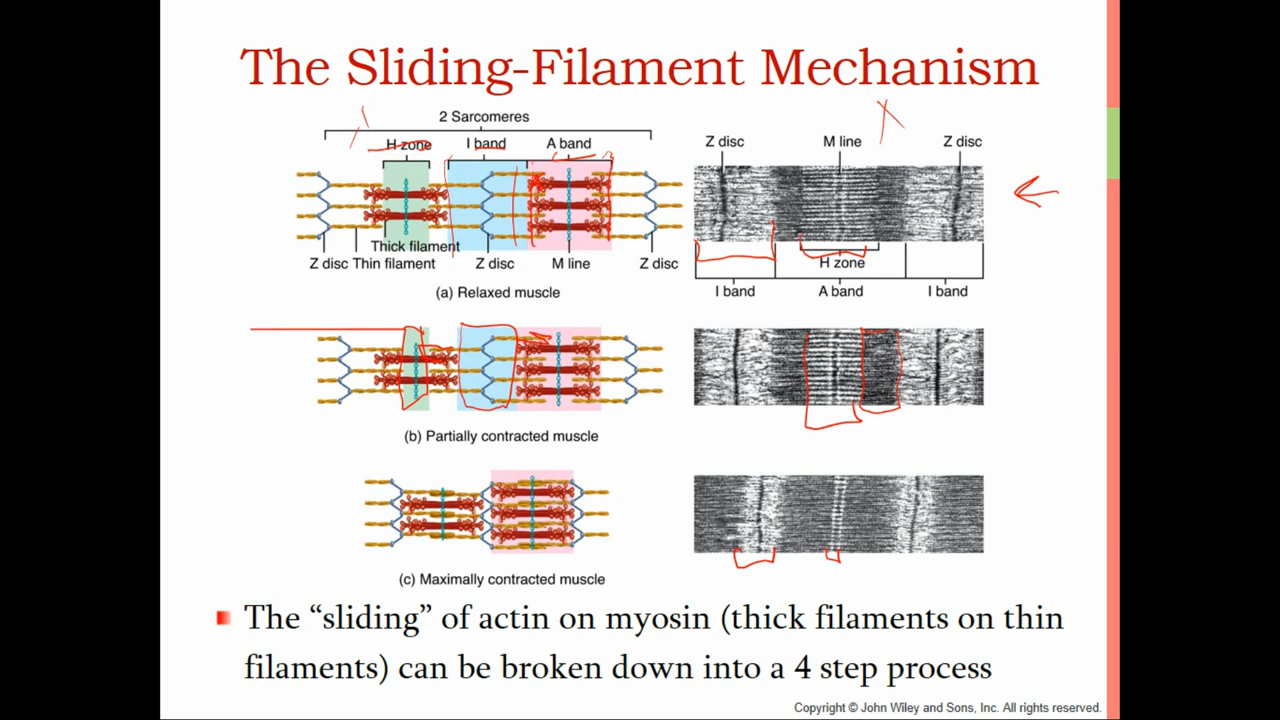 The Sliding-Filament Mechanism
2 Sarcomeres
H zone I band A band
Z disc M line Z disc
Thick filament
Z disc Thin filament Z disc M line Z disc
H zone
I band A band I band
(a) Relaxed muscle
(b) Partially contracted muscle
(c) Maximally contracted muscle
The “sliding” of actin on myosin (thick filaments on thin
filaments) can be broken down into a 4 step process
Copyright © John Wiley and Sons, Inc. All rights reserved.